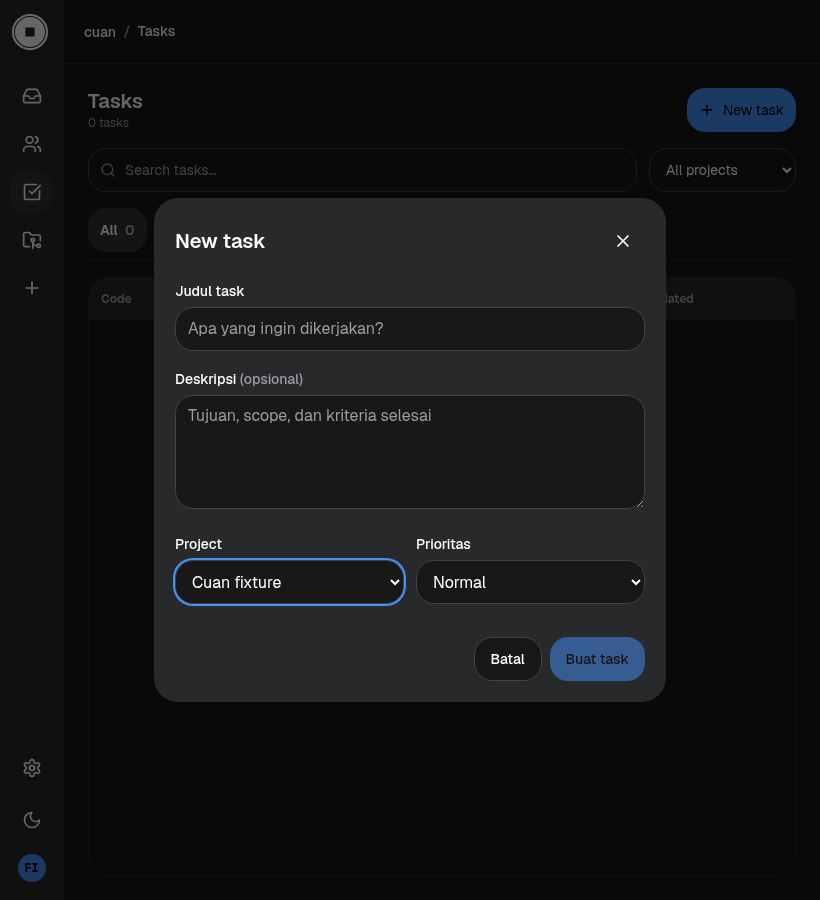 cuan / Tasks
Tasks
0 tasks
New task
Search tasks...
All projects
All 0
Code
New task
Judul task
Apa yang ingin dikerjakan?
Deskripsi (opsional)
Tujuan, scope, dan kriteria selesai
Project
Prioritas
Cuan fixture
Normal
Batal
Buat task
FI